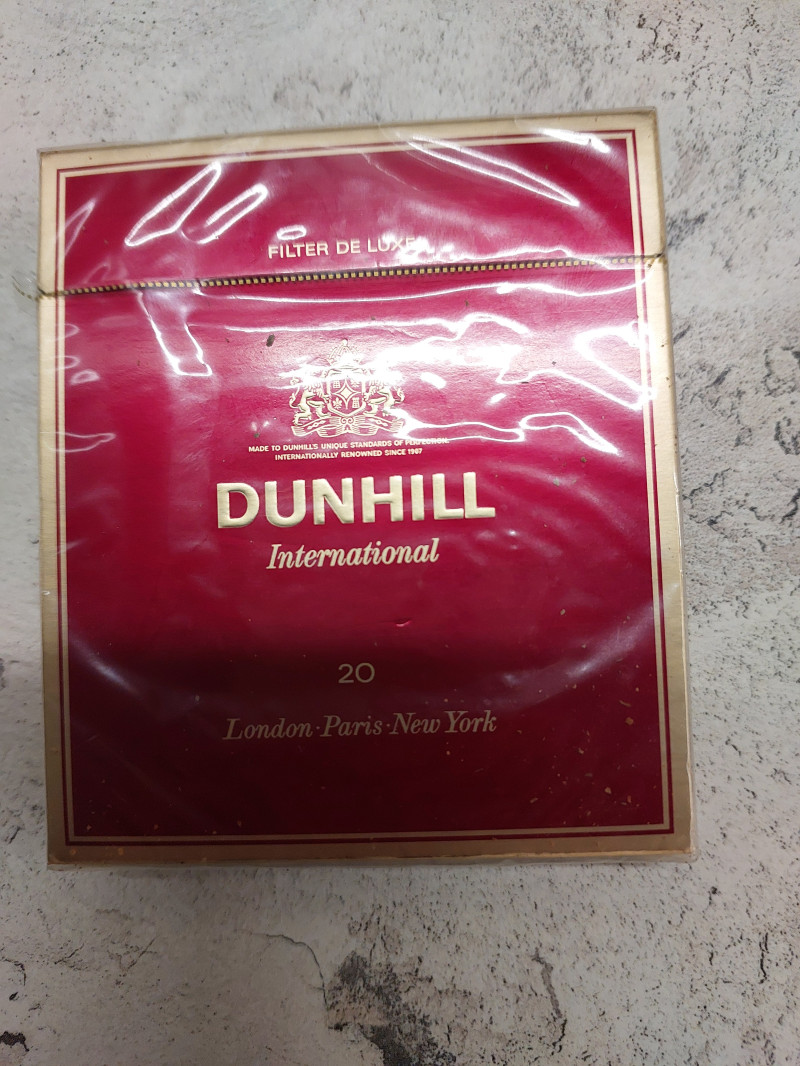 FILTER DE LUXE
MADE TO DUNHILL'S UNIQUE STANDARDS OF PERFECTION.
INTERNATIONALLY RENOWNED SINCE 1907
DUNHILL
International
20
London·Paris·New York